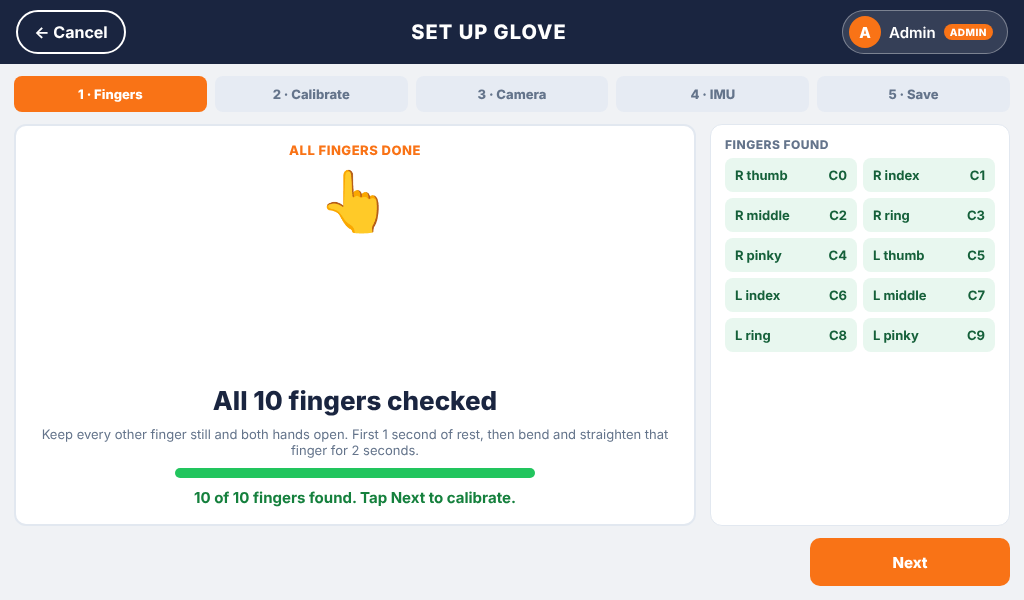 ← Cancel
SET UP GLOVE
A Admin ADMIN
1 · Fingers
2 · Calibrate
3 · Camera
4 · IMU
5 · Save
ALL FINGERS DONE
All 10 fingers checked
Keep every other finger still and both hands open. First 1 second of rest, then bend and straighten that
finger for 2 seconds.
10 of 10 fingers found. Tap Next to calibrate.
FINGERS FOUND
R thumb C0
R index C1
R middle C2
R ring C3
R pinky C4
L thumb C5
L index C6
L middle C7
L ring C8
L pinky C9
Next